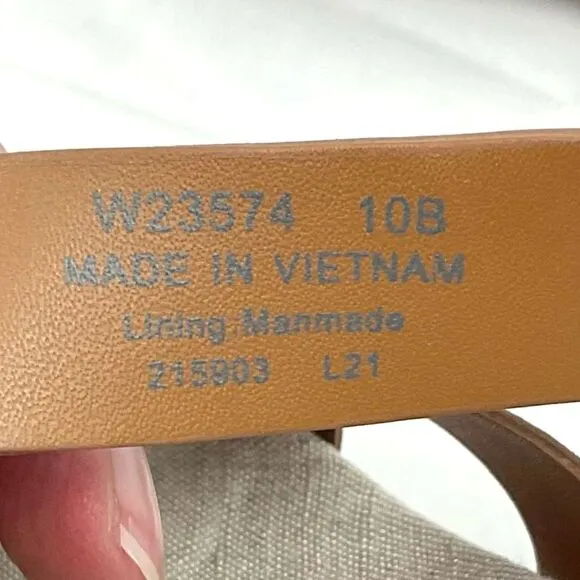 W23574 10B
MADE IN VIETNAM
Lining Manmade
215903 L21